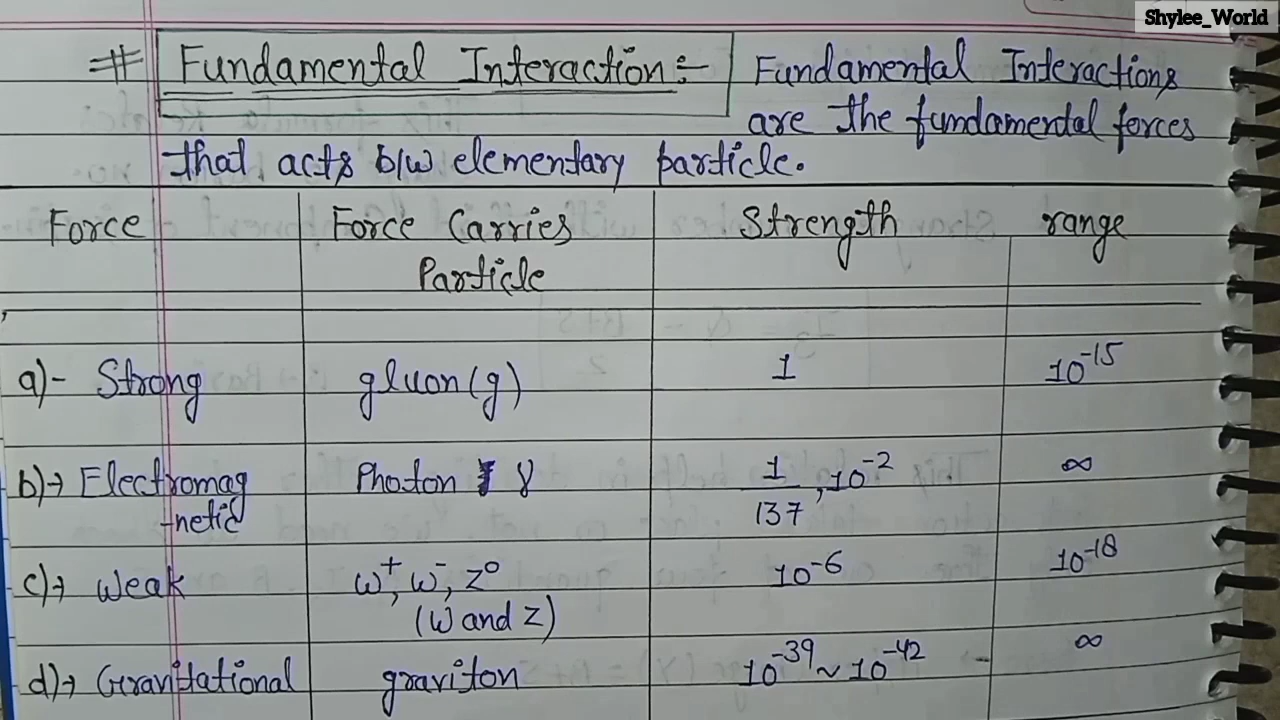 Shylee_World
# Fundamental Interaction:- Fundamental Interactions
are the fundamental forces
that acts b/w elementary particle.
Force Force Carries Strength range
Particle
a)- Strong gluon(g) 1 10⁻¹⁵
b)→ Electromag Photon γ 1/137, 10⁻² ∞
-netic
c)→ Weak W⁺, W⁻, Z⁰ 10⁻⁶ 10⁻¹⁸
(W and Z)
d)→ Gravitational graviton 10⁻³⁹ ~ 10⁻⁴² - ∞